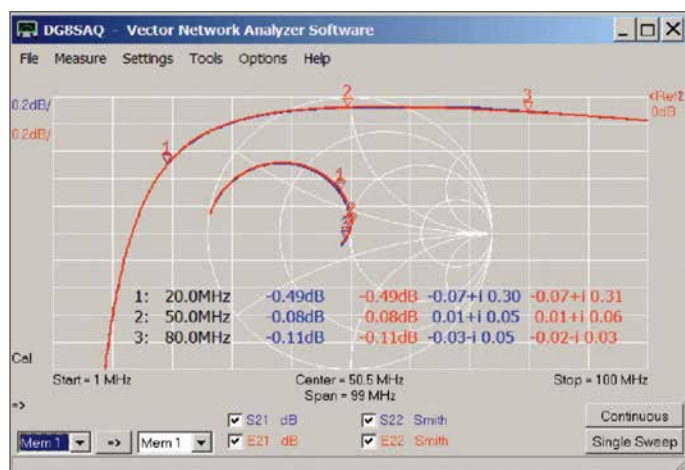 DG8SAQ - Vector Network Analyzer Software
File Measure Settings Tools Options Help
0.2dB/
0.2dB/
<Ref2
0dB
1
2
3
1
1: 20.0MHz -0.49dB -0.49dB -0.07+i 0.30 -0.07+i 0.31
2: 50.0MHz -0.08dB -0.08dB 0.01+i 0.05 0.01+i 0.06
3: 80.0MHz -0.11dB -0.11dB -0.03-i 0.05 -0.02-i 0.03
Cal
Start = 1 MHz Center = 50.5 MHz Stop = 100 MHz
Span = 99 MHz
=>
S21 dB S22 Smith Continuous
Mem 1 => Mem 1 E21 dB E22 Smith Single Sweep